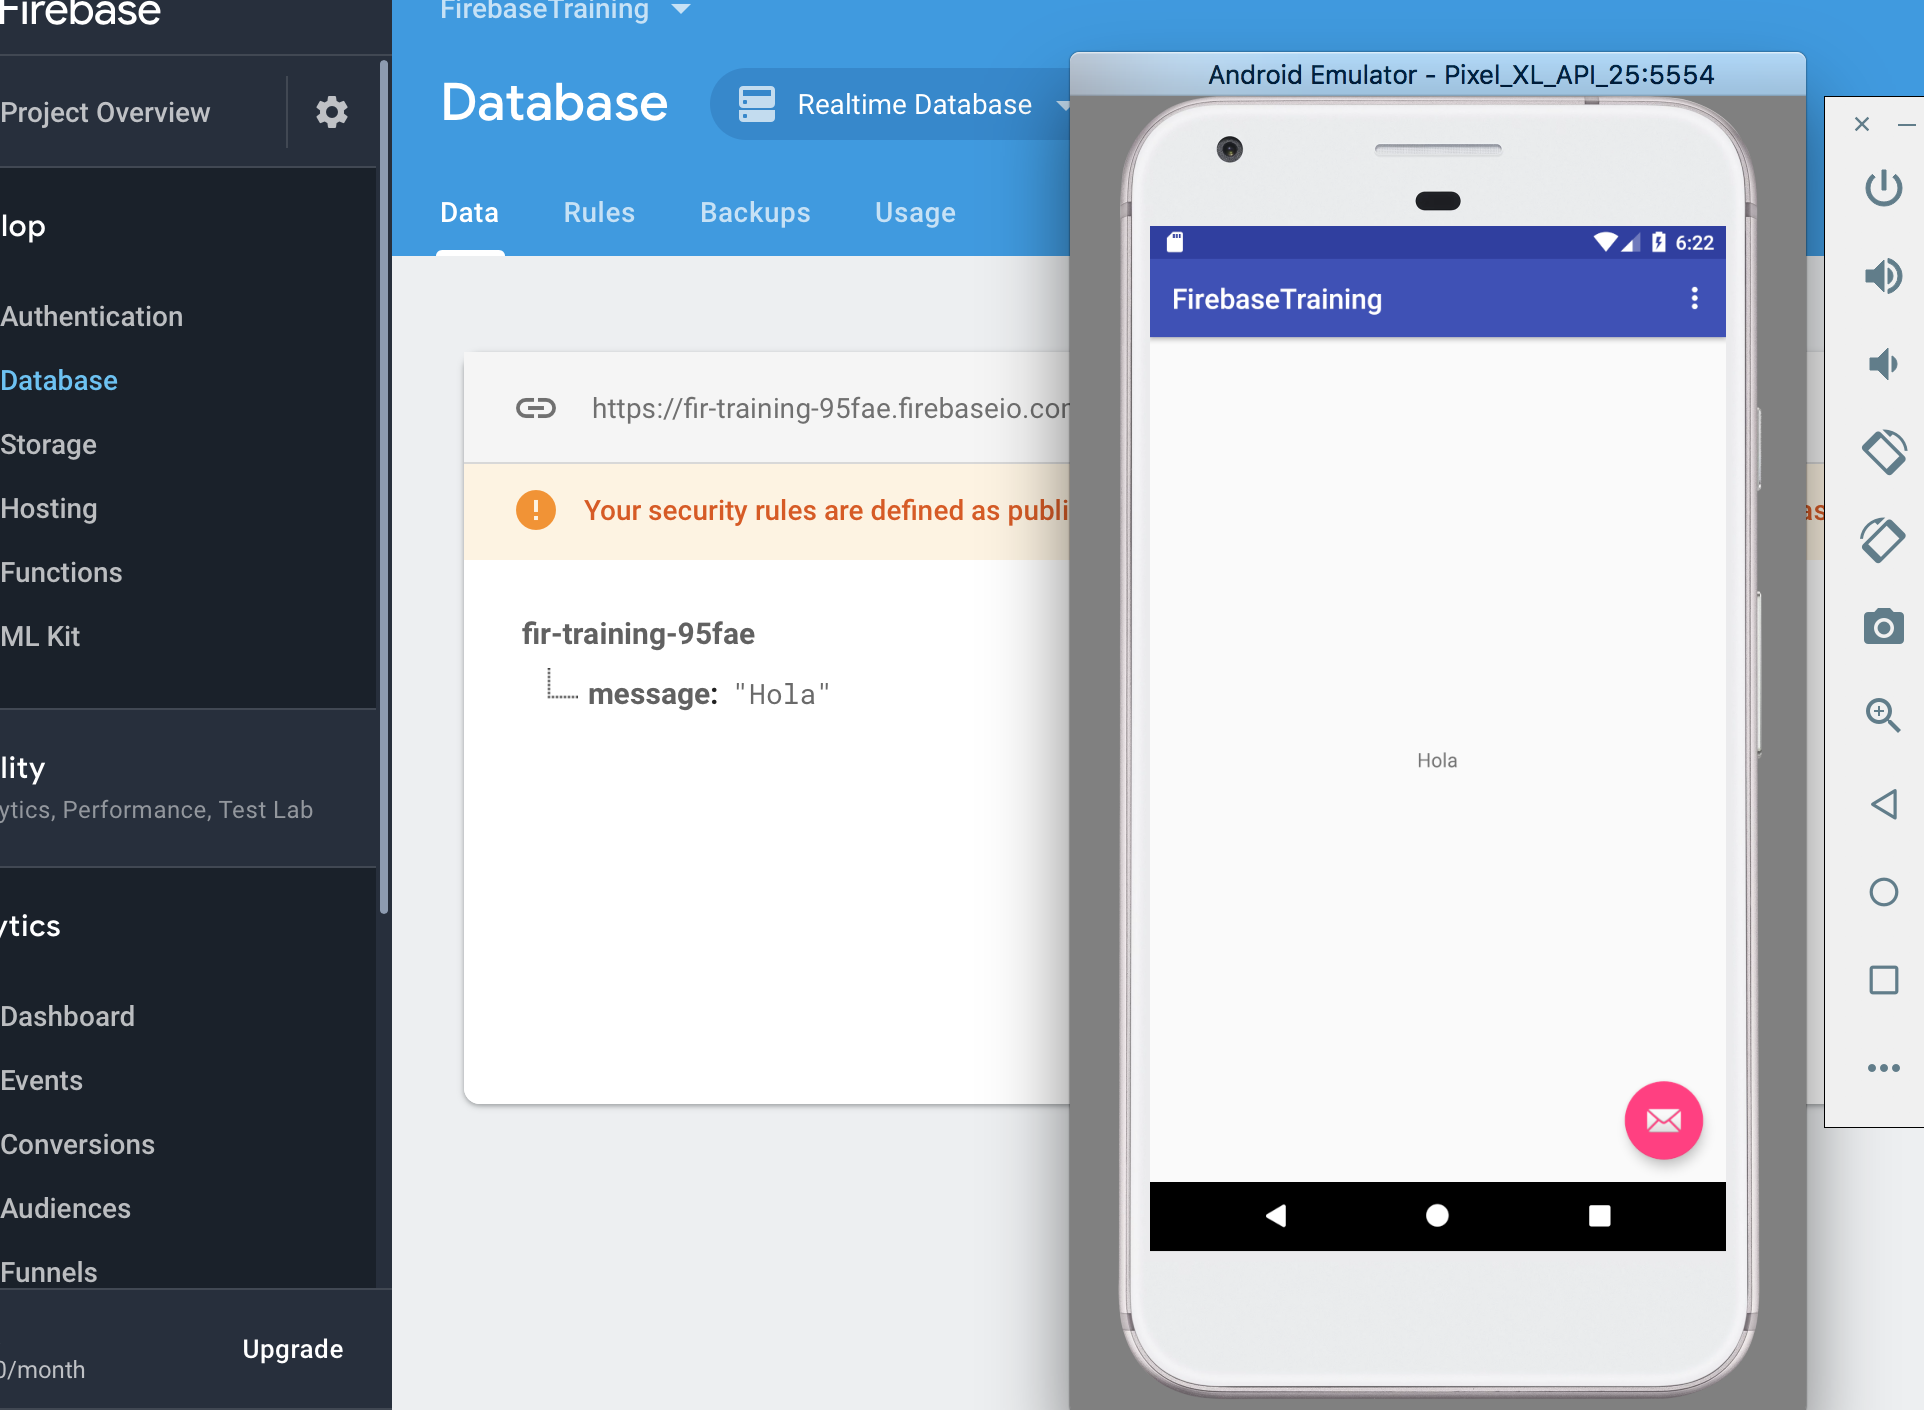 Firebase
Project Overview
lop
Authentication
Database
Storage
Hosting
Functions
ML Kit
lity
ytics, Performance, Test Lab
ytics
Dashboard
Events
Conversions
Audiences
Funnels
Upgrade
0/month
FirebaseTraining
Database
Realtime Database
Data
Rules
Backups
Usage
https://fir-training-95fae.firebaseio.com
Your security rules are defined as publi
as
fir-training-95fae
message: "Hola"
Android Emulator - Pixel_XL_API_25:5554
6:22
FirebaseTraining
Hola